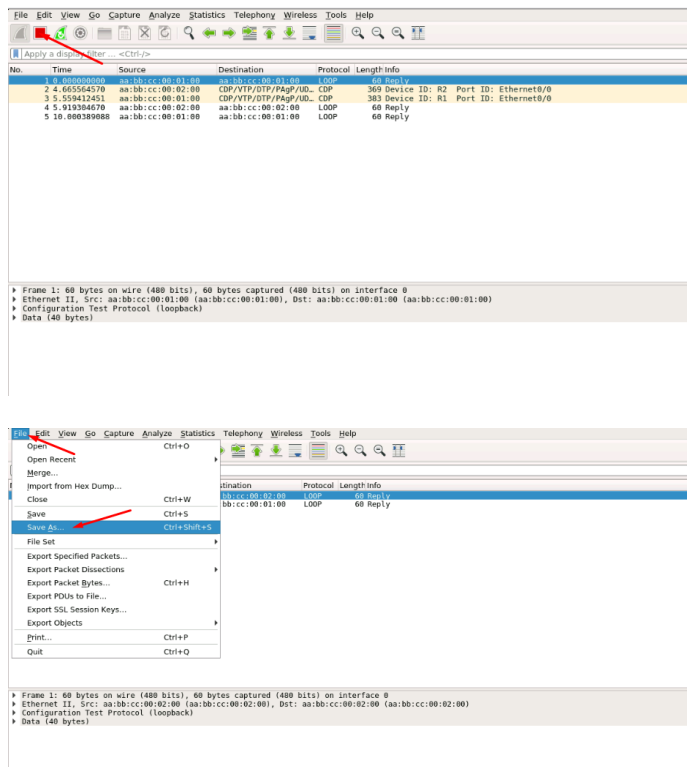 File Edit View Go Capture Analyze Statistics Telephony Wireless Tools Help
Apply a display filter ... <Ctrl-/>
No. Time Source Destination Protocol Length Info
1 0.000000000 aa:bb:cc:00:01:00 aa:bb:cc:00:01:00 LOOP 60 Reply
2 4.665564570 aa:bb:cc:00:02:00 CDP/VTP/DTP/PAgP/UD… CDP 369 Device ID: R2 Port ID: Ethernet0/0
3 5.559412451 aa:bb:cc:00:01:00 CDP/VTP/DTP/PAgP/UD… CDP 383 Device ID: R1 Port ID: Ethernet0/0
4 5.919304670 aa:bb:cc:00:02:00 aa:bb:cc:00:02:00 LOOP 60 Reply
5 10.000389088 aa:bb:cc:00:01:00 aa:bb:cc:00:01:00 LOOP 60 Reply
Frame 1: 60 bytes on wire (480 bits), 60 bytes captured (480 bits) on interface 0
Ethernet II, Src: aa:bb:cc:00:01:00 (aa:bb:cc:00:01:00), Dst: aa:bb:cc:00:01:00 (aa:bb:cc:00:01:00)
Configuration Test Protocol (loopback)
Data (40 bytes)
File Edit View Go Capture Analyze Statistics Telephony Wireless Tools Help
Open Ctrl+O
Open Recent
Merge...
Import from Hex Dump...
Close Ctrl+W
stination Protocol Length Info
Save Ctrl+S
bb:cc:00:02:00 LOOP 60 Reply
bb:cc:00:01:00 LOOP 60 Reply
Save As... Ctrl+Shift+S
File Set
Export Specified Packets...
Export Packet Dissections
Export Packet Bytes... Ctrl+H
Export PDUs to File...
Export SSL Session Keys...
Export Objects
Print... Ctrl+P
Quit Ctrl+Q
Frame 1: 60 bytes on wire (480 bits), 60 bytes captured (480 bits) on interface 0
Ethernet II, Src: aa:bb:cc:00:02:00 (aa:bb:cc:00:02:00), Dst: aa:bb:cc:00:02:00 (aa:bb:cc:00:02:00)
Configuration Test Protocol (loopback)
Data (40 bytes)